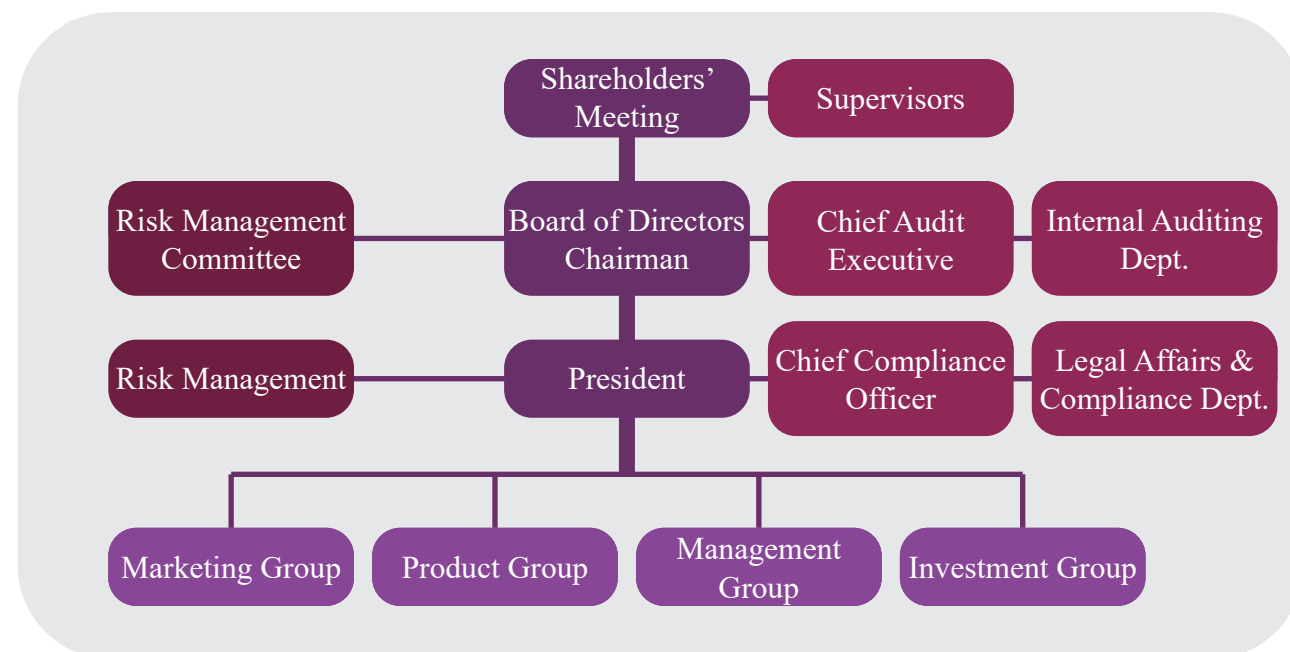 Shareholders’
Meeting
Supervisors
Risk Management
Committee
Board of Directors
Chairman
Chief Audit
Executive
Internal Auditing
Dept.
Risk Management
President
Chief Compliance
Officer
Legal Affairs &
Compliance Dept.
Marketing Group
Product Group
Management
Group
Investment Group